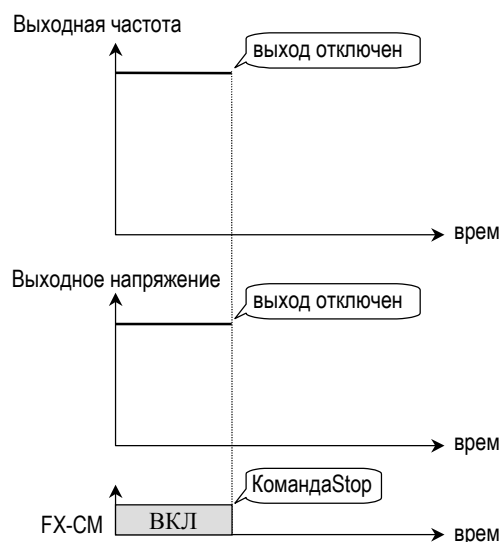 Выходная частота
выход отключен
врем
Выходное напряжение
выход отключен
врем
КомандаStop
FX-CM
ВКЛ
врем